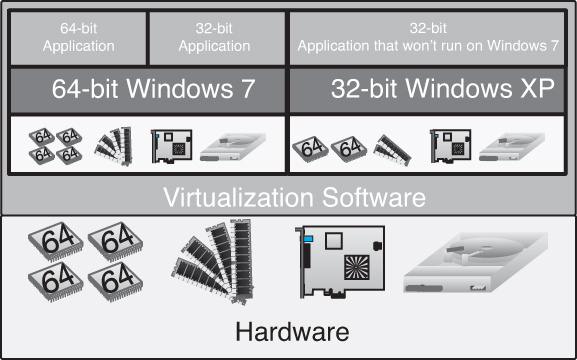 64-bit
Application
32-bit
Application
32-bit
Application that won't run on Windows 7
64-bit Windows 7
32-bit Windows XP
64 64
64 64
64 64
Virtualization Software
64 64
64 64
Hardware